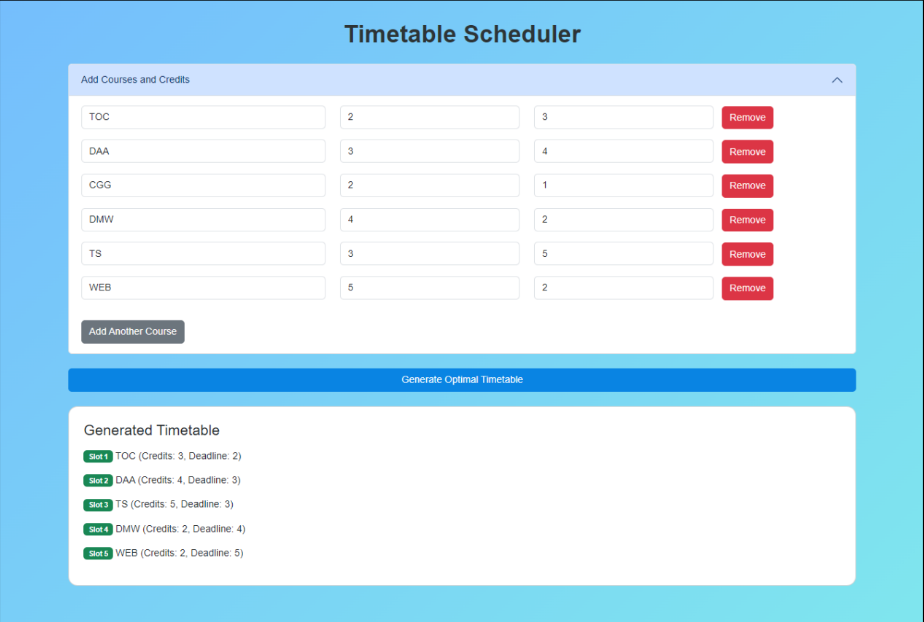 Timetable Scheduler
Add Courses and Credits
TOC 2 3 Remove
DAA 3 4 Remove
CGG 2 1 Remove
DMW 4 2 Remove
TS 3 5 Remove
WEB 5 2 Remove
Add Another Course
Generate Optimal Timetable
Generated Timetable
Slot 1 TOC (Credits: 3, Deadline: 2)
Slot 2 DAA (Credits: 4, Deadline: 3)
Slot 3 TS (Credits: 5, Deadline: 3)
Slot 4 DMW (Credits: 2, Deadline: 4)
Slot 5 WEB (Credits: 2, Deadline: 5)